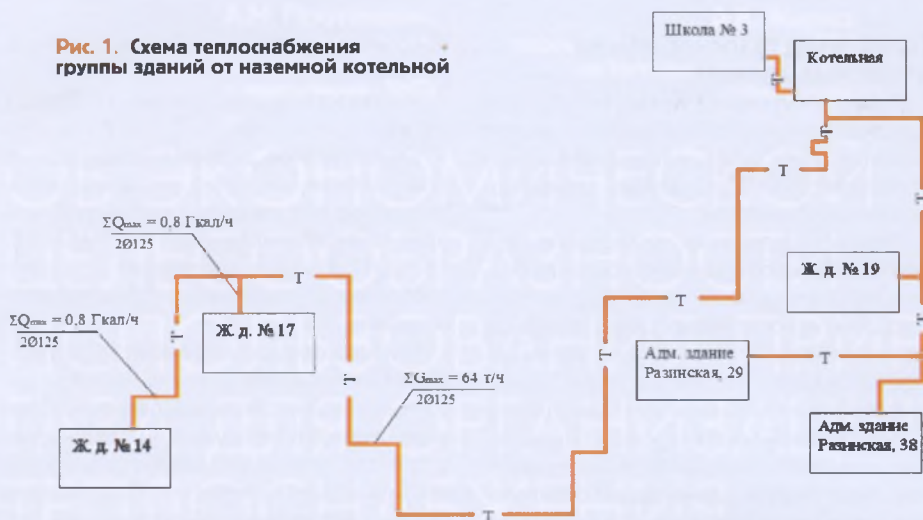 Рис. 1. Схема теплоснабжения
группы зданий от наземной котельной
Школа № 3
Котельная
Т
Т
Т
Т
ΣQmax = 0,8 Гкал/ч
2Ø125
Ж. д. № 19
Т
Т
ΣQmax = 0,8 Гкал/ч
2Ø125
Ж. д. № 17
Т
Т
Т
Т
Адм. здание
Разинская, 29
Т
Т
ΣGmax = 64 т/ч
2Ø125
Ж. д. № 14
Адм. здание
Разинская, 38
Т